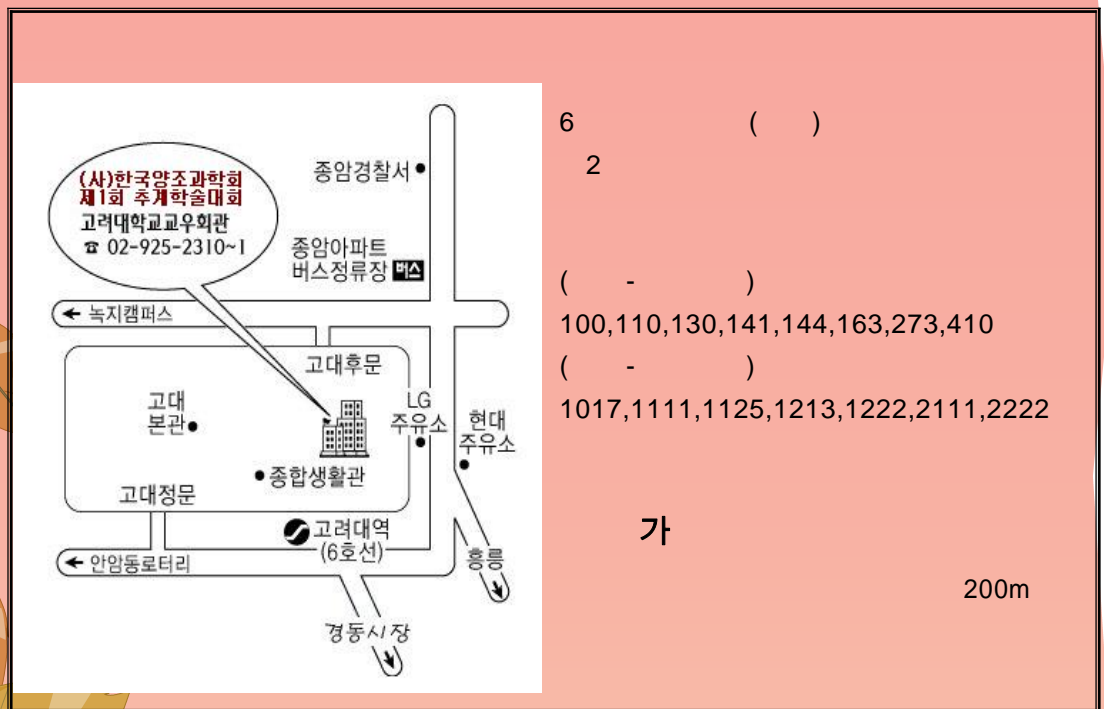 (사)한국양조과학회
제1회 추계학술대회
고려대학교교우회관
☎ 02-925-2310~1
종암경찰서
종암아파트
버스정류장 버스
← 녹지캠퍼스
고대후문
고대
본관
LG
주유소
현대
주유소
종합생활관
고대정문
고려대역
(6호선)
← 안암동로터리
홍릉
경동시장
6 ( )
2
( - )
100,110,130,141,144,163,273,410
( - )
1017,1111,1125,1213,1222,2111,2222
가
200m